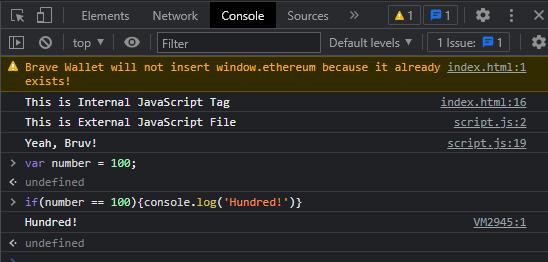 Elements Network Console Sources » 1 1
top Filter Default levels 1 Issue: 1
Brave Wallet will not insert window.ethereum because it already index.html:1
exists!
This is Internal JavaScript Tag index.html:16
This is External JavaScript File script.js:2
Yeah, Bruv! script.js:19
> var number = 100;
< undefined
> if(number == 100){console.log('Hundred!')}
Hundred! VM2945:1
< undefined